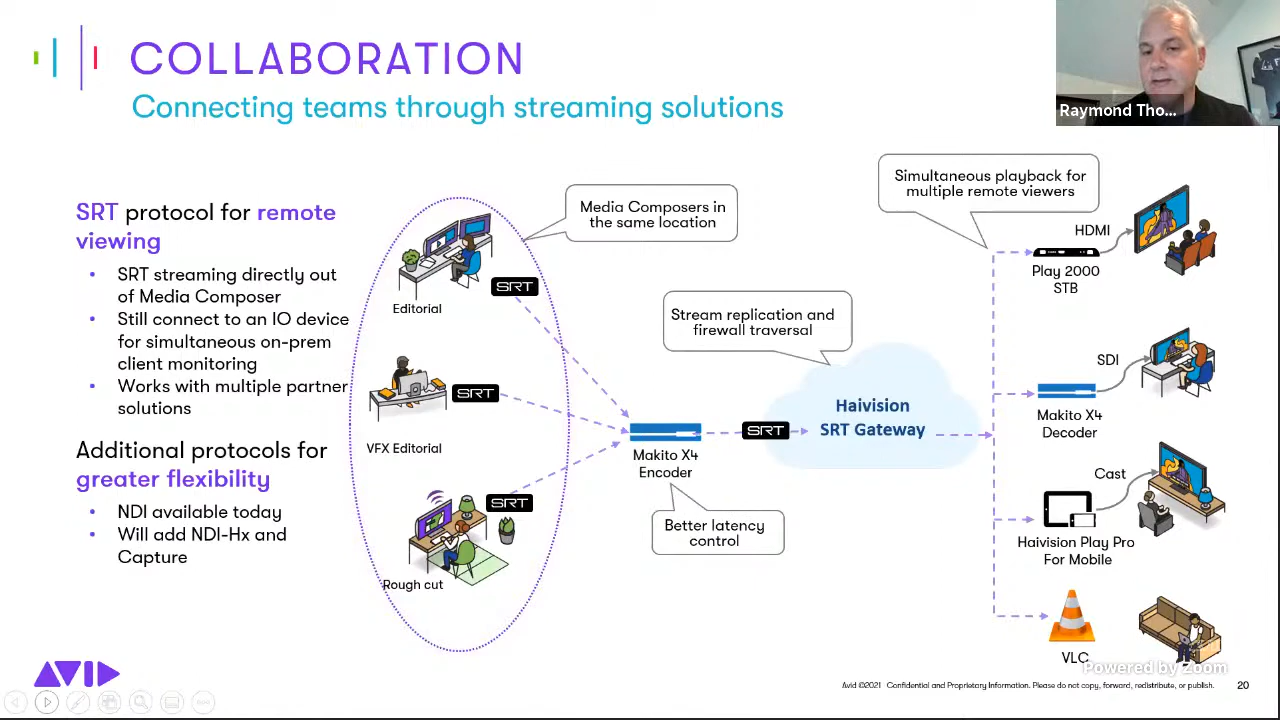 COLLABORATION
Connecting teams through streaming solutions
Raymond Tho...
SRT protocol for remote
viewing
• SRT streaming directly out
of Media Composer
• Still connect to an IO device
for simultaneous on-prem
client monitoring
• Works with multiple partner
solutions
Additional protocols for
greater flexibility
• NDI available today
• Will add NDI-Hx and
Capture
Media Composers in
the same location
SRT
Editorial
SRT
VFX Editorial
SRT
Rough cut
Makito X4
Encoder
Better latency
control
SRT
Stream replication and
firewall traversal
Haivision
SRT Gateway
Simultaneous playback for
multiple remote viewers
HDMI
Play 2000
STB
SDI
Makito X4
Decoder
Cast
Haivision Play Pro
For Mobile
VLC
Powered by Zoom
AVID
Avid ©2021 Confidential and Proprietary Information. Please do not copy, forward, redistribute, or publish.
20